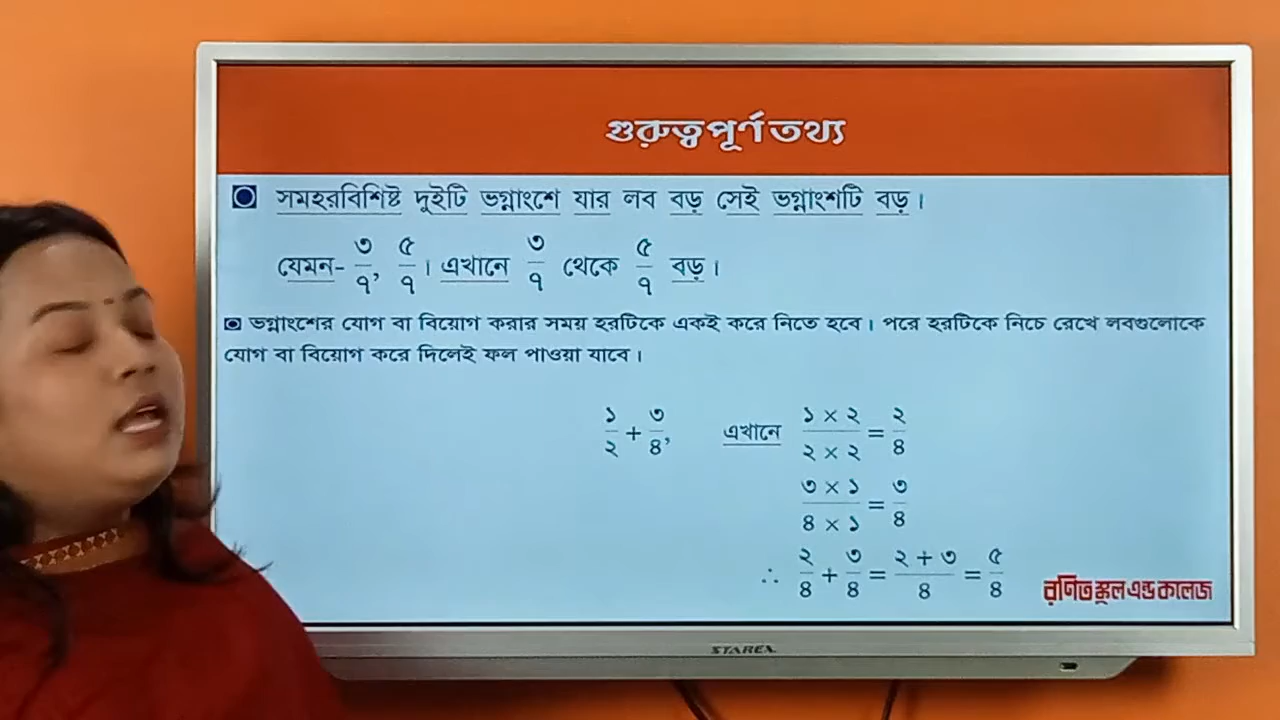 গুরুত্বপূর্ণ তথ্য
সমহরবিশিষ্ট দুইটি ভগ্নাংশে যার লব বড় সেই ভগ্নাংশটি বড়।
যেমন- ৩/৭, ৫/৭। এখানে ৩/৭ থেকে ৫/৭ বড়।
ভগ্নাংশের যোগ বা বিয়োগ করার সময় হরটিকে একই করে নিতে হবে। পরে হরটিকে নিচে রেখে লবগুলোকে
যোগ বা বিয়োগ করে দিলেই ফল পাওয়া যাবে।
১/২ + ৩/৪, এখানে ১ × ২/২ × ২ = ২/৪
৩ × ১/৪ × ১ = ৩/৪
∴ ২/৪ + ৩/৪ = ২ + ৩/৪ = ৫/৪
রণিত স্কুল এন্ড কলেজ
STAREX